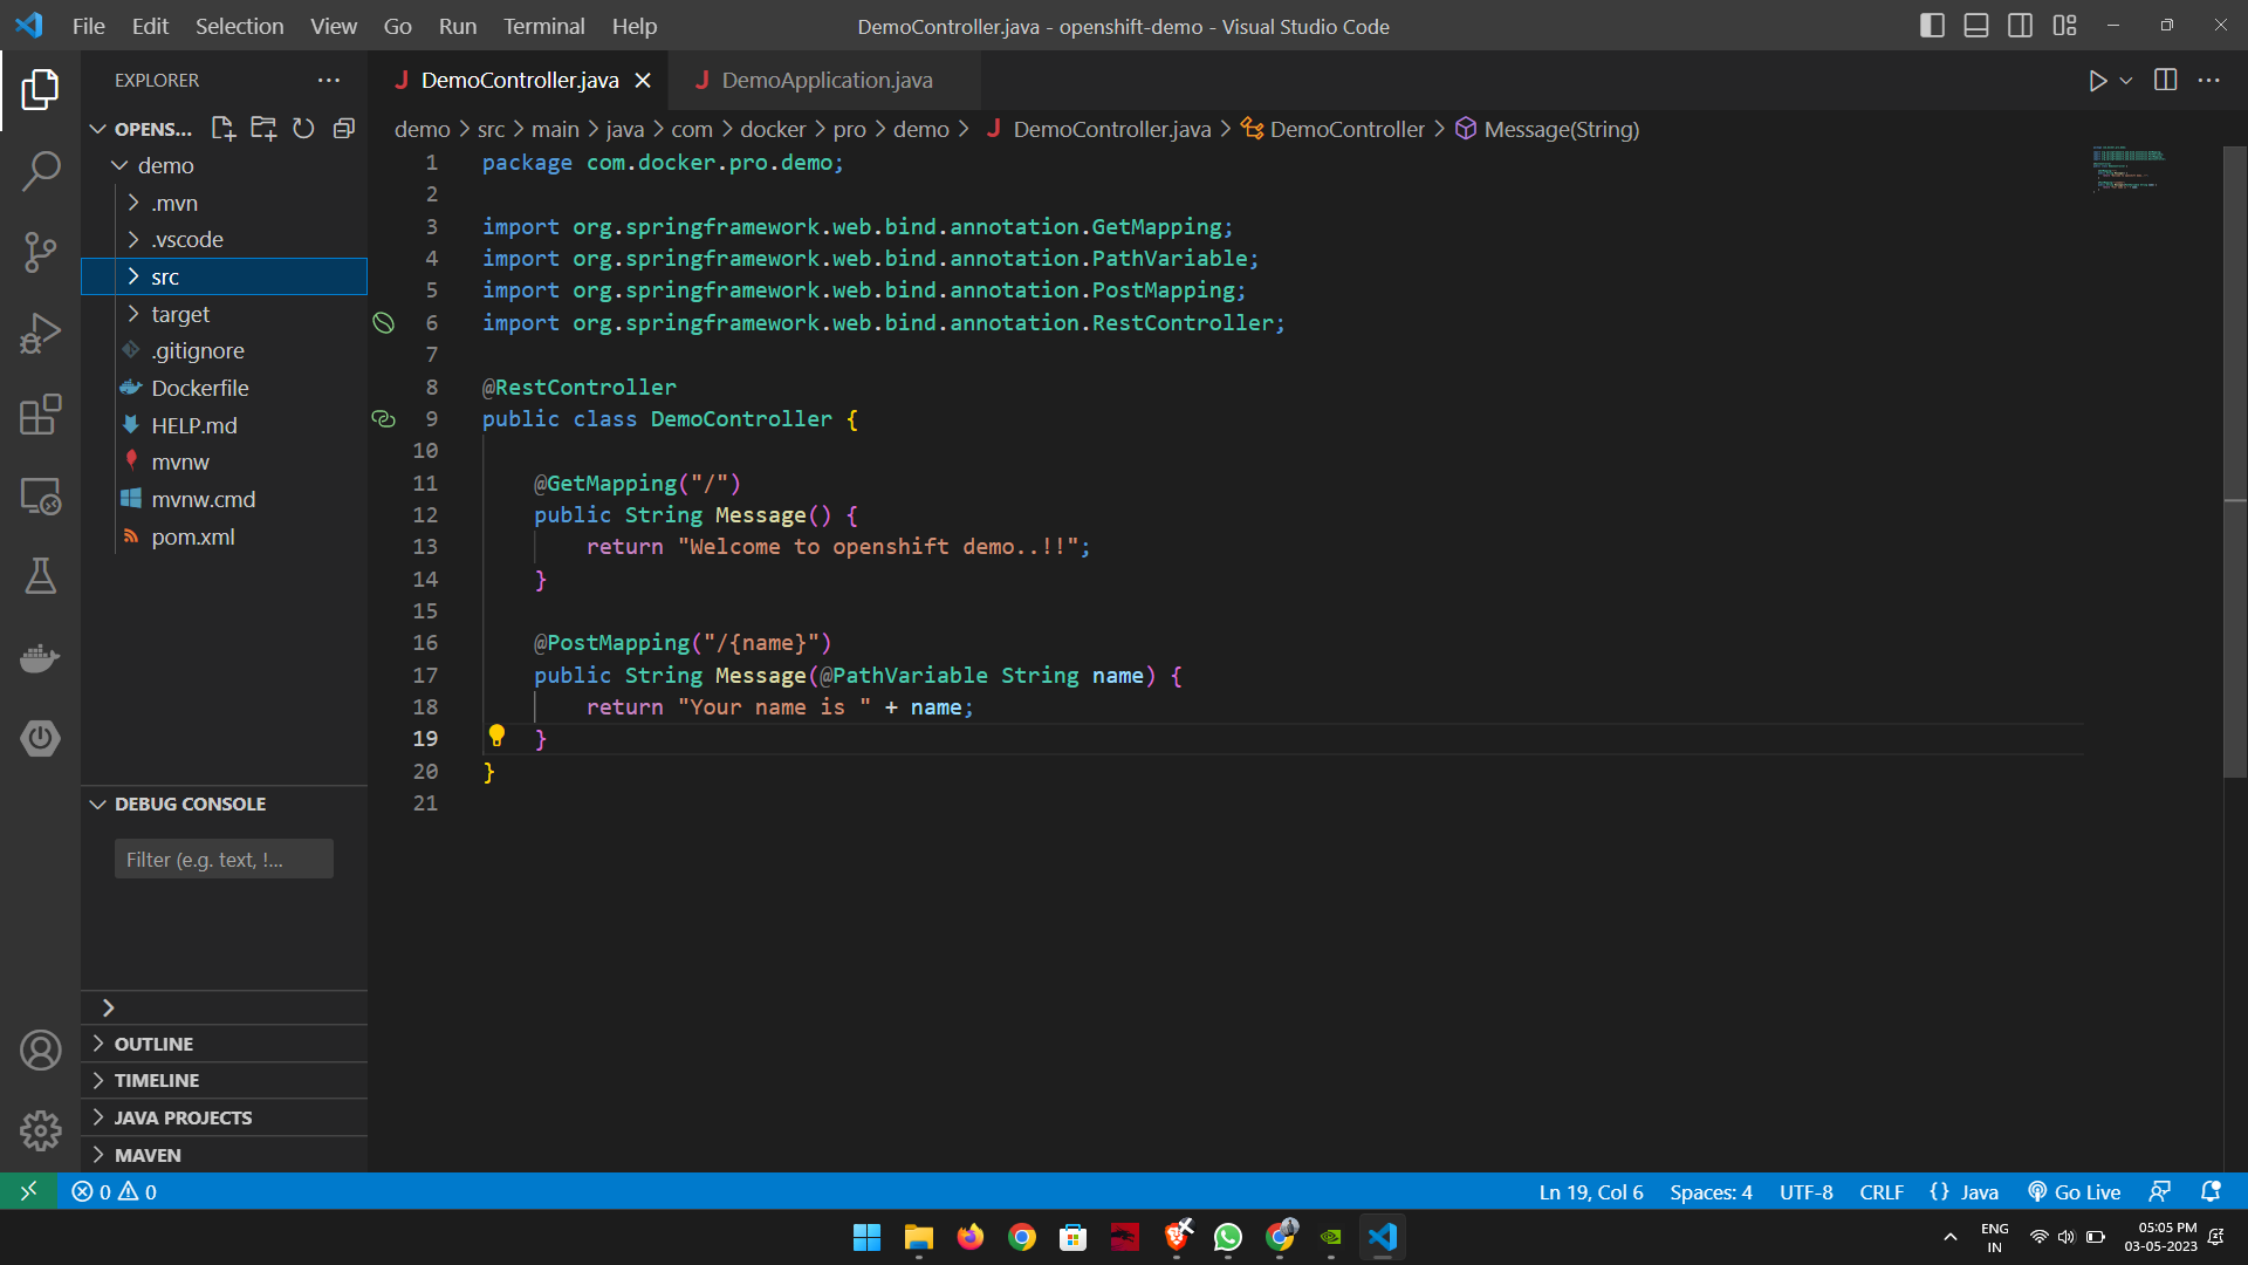 File Edit Selection View Go Run Terminal Help DemoController.java - openshift-demo - Visual Studio Code
EXPLORER
DemoController.java DemoApplication.java
OPENS...
demo > src > main > java > com > docker > pro > demo > DemoController.java > DemoController > Message(String)
demo
.mvn
.vscode
src
target
.gitignore
Dockerfile
HELP.md
mvnw
mvnw.cmd
pom.xml
DEBUG CONSOLE
Filter (e.g. text, !...
OUTLINE
TIMELINE
JAVA PROJECTS
MAVEN
1 package com.docker.pro.demo;
2
3 import org.springframework.web.bind.annotation.GetMapping;
4 import org.springframework.web.bind.annotation.PathVariable;
5 import org.springframework.web.bind.annotation.PostMapping;
6 import org.springframework.web.bind.annotation.RestController;
7
8 @RestController
9 public class DemoController {
10
11     @GetMapping("/")
12     public String Message() {
13         return "Welcome to openshift demo..!!";
14     }
15
16     @PostMapping("/{name}")
17     public String Message(@PathVariable String name) {
18         return "Your name is " + name;
19     }
20 }
21
0 0 Ln 19, Col 6 Spaces: 4 UTF-8 CRLF {} Java Go Live
ENG
IN
05:05 PM
03-05-2023